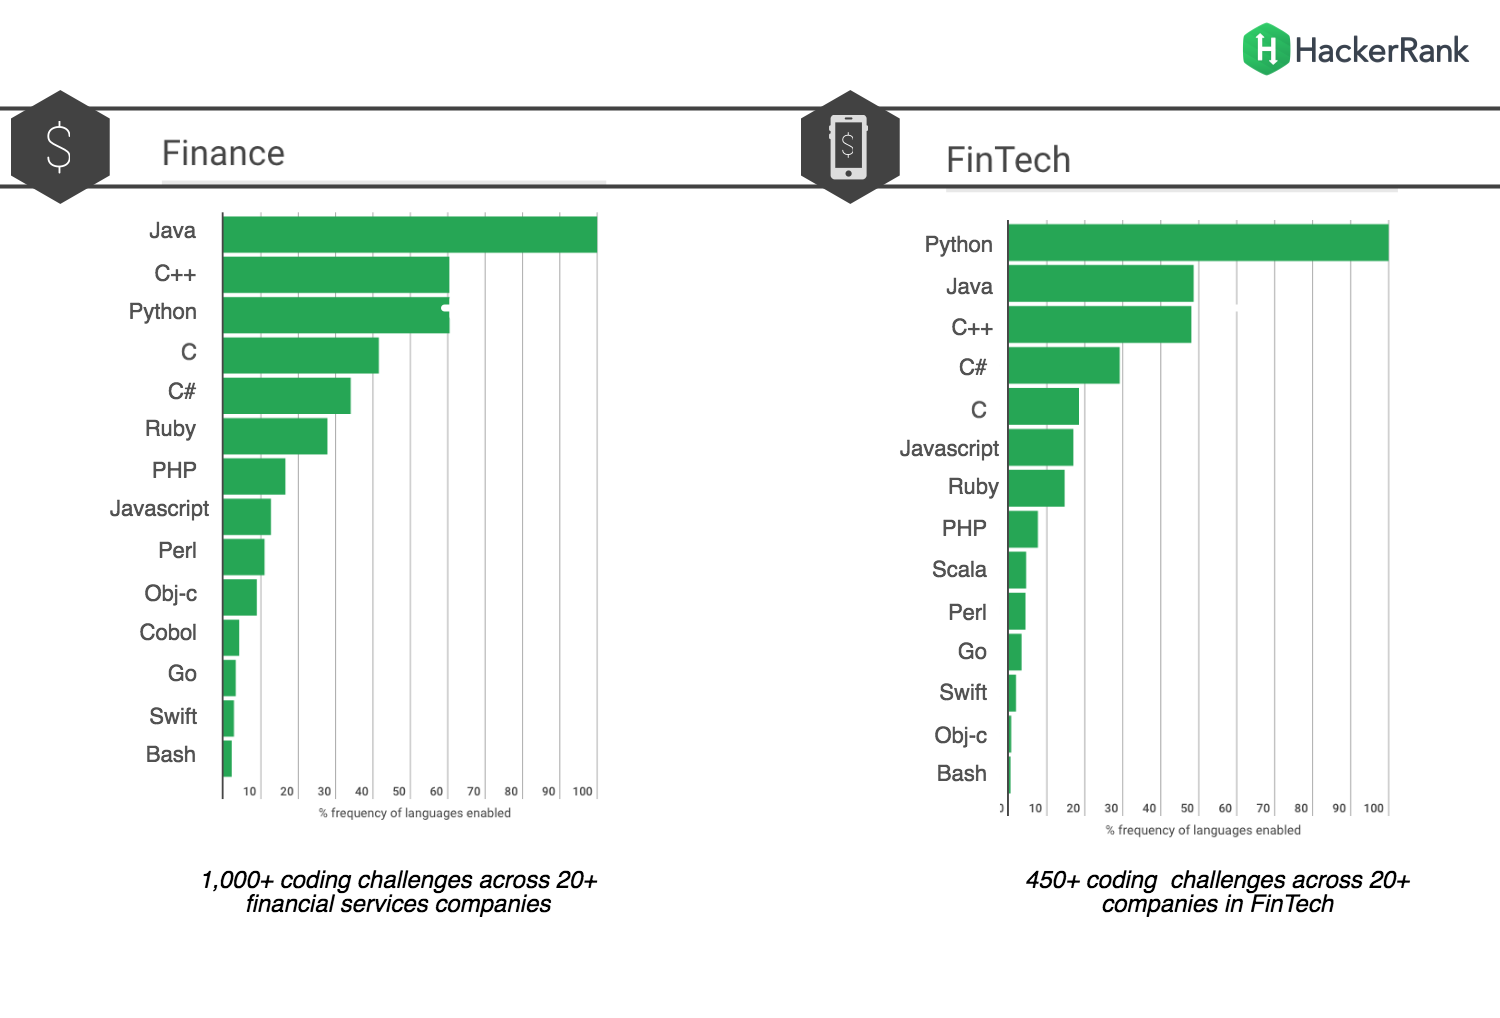 HackerRank
$
Finance
Java
C++
Python
C
C#
Ruby
PHP
Javascript
Perl
Obj-c
Cobol
Go
Swift
Bash
10 20 30 40 50 60 70 80 90 100
% frequency of languages enabled
1,000+ coding challenges across 20+
financial services companies
$
FinTech
Python
Java
C++
C#
C
Javascript
Ruby
PHP
Scala
Perl
Go
Swift
Obj-c
Bash
0 10 20 30 40 50 60 70 80 90 100
% frequency of languages enabled
450+ coding challenges across 20+
companies in FinTech